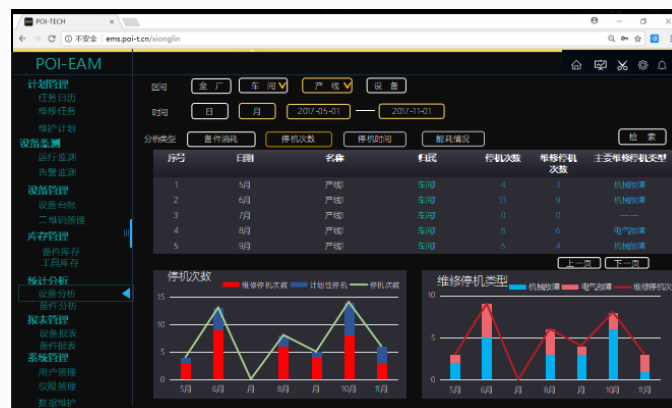 POI-TECH
不安全 ems.poi-t.cn/xionglin
POI-EAM
计划管理
任务日历
维修任务
维护计划
设备监测
运行监测
告警监测
设备管理
设备台帐
二维码管理
库存管理
备件库存
工具库存
统计分析
设备分析
备件分析
报表管理
设备报表
备件报表
系统管理
用户管理
权限管理
数据维护
区间 全厂 车间 产线 设备
时间 日 月 2017-05-01 2017-11-01
分析类型 备件消耗 停机次数 停机时间 能耗情况 检索
序号 日期 名称 归属 停机次数 维修停机次数 主要维修停机类型
1 5月 产线1 车间1 4 3 机械故障
2 6月 产线1 车间1 13 9 机械故障
3 7月 产线1 车间1 0 0 ——
4 8月 产线1 车间1 8 6 电气故障
5 9月 产线1 车间1 5 4 机械故障
上一页 下一页
停机次数
维修停机次数 计划性停机 停机次数
15
10
5
0
5月 6月 月 8月 月 10月 11月
维修停机类型
机械故障 电气故障 维修停机次
10
5
0
5月 6月 月 8月 月 10月 11月